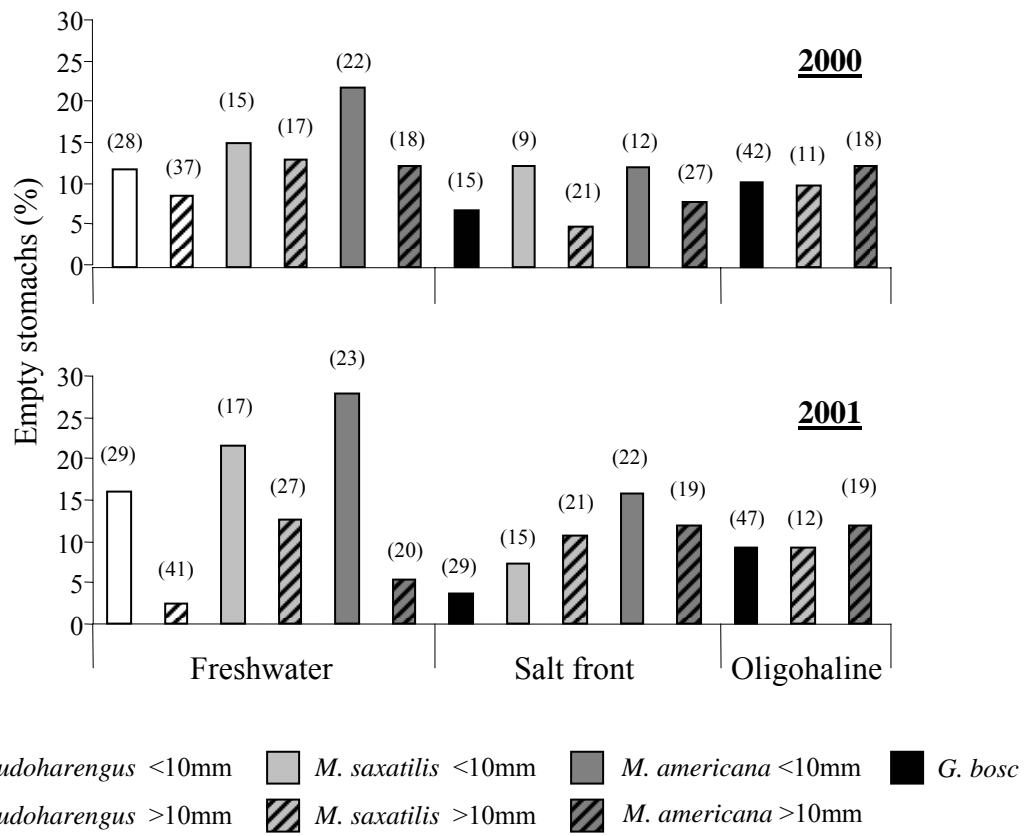 30
25
20
15
10
5
0
2000
(28) (37) (15) (17) (22) (18) (15) (9) (21) (12) (27) (42) (11) (18)
Empty stomachs (%)
30
25
20
15
10
5
0
2001
(29) (41) (17) (27) (23) (20) (29) (15) (21) (22) (19) (47) (12) (19)
Freshwater Salt front Oligohaline
udoharengus <10mm M. saxatilis <10mm M. americana <10mm G. bosc
udoharengus >10mm M. saxatilis >10mm M. americana >10mm